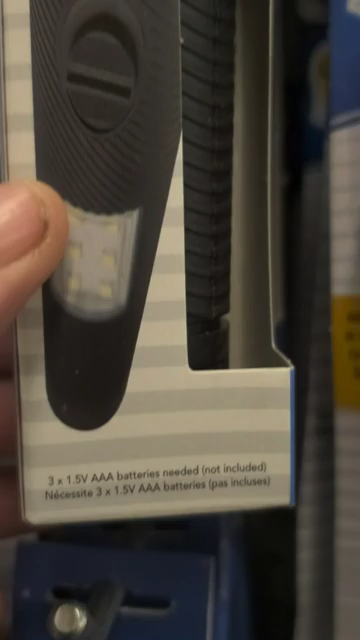 3 x 1.5V AAA batteries needed (not included)
Nécessite 3 x 1.5V AAA batteries (pas incluses)